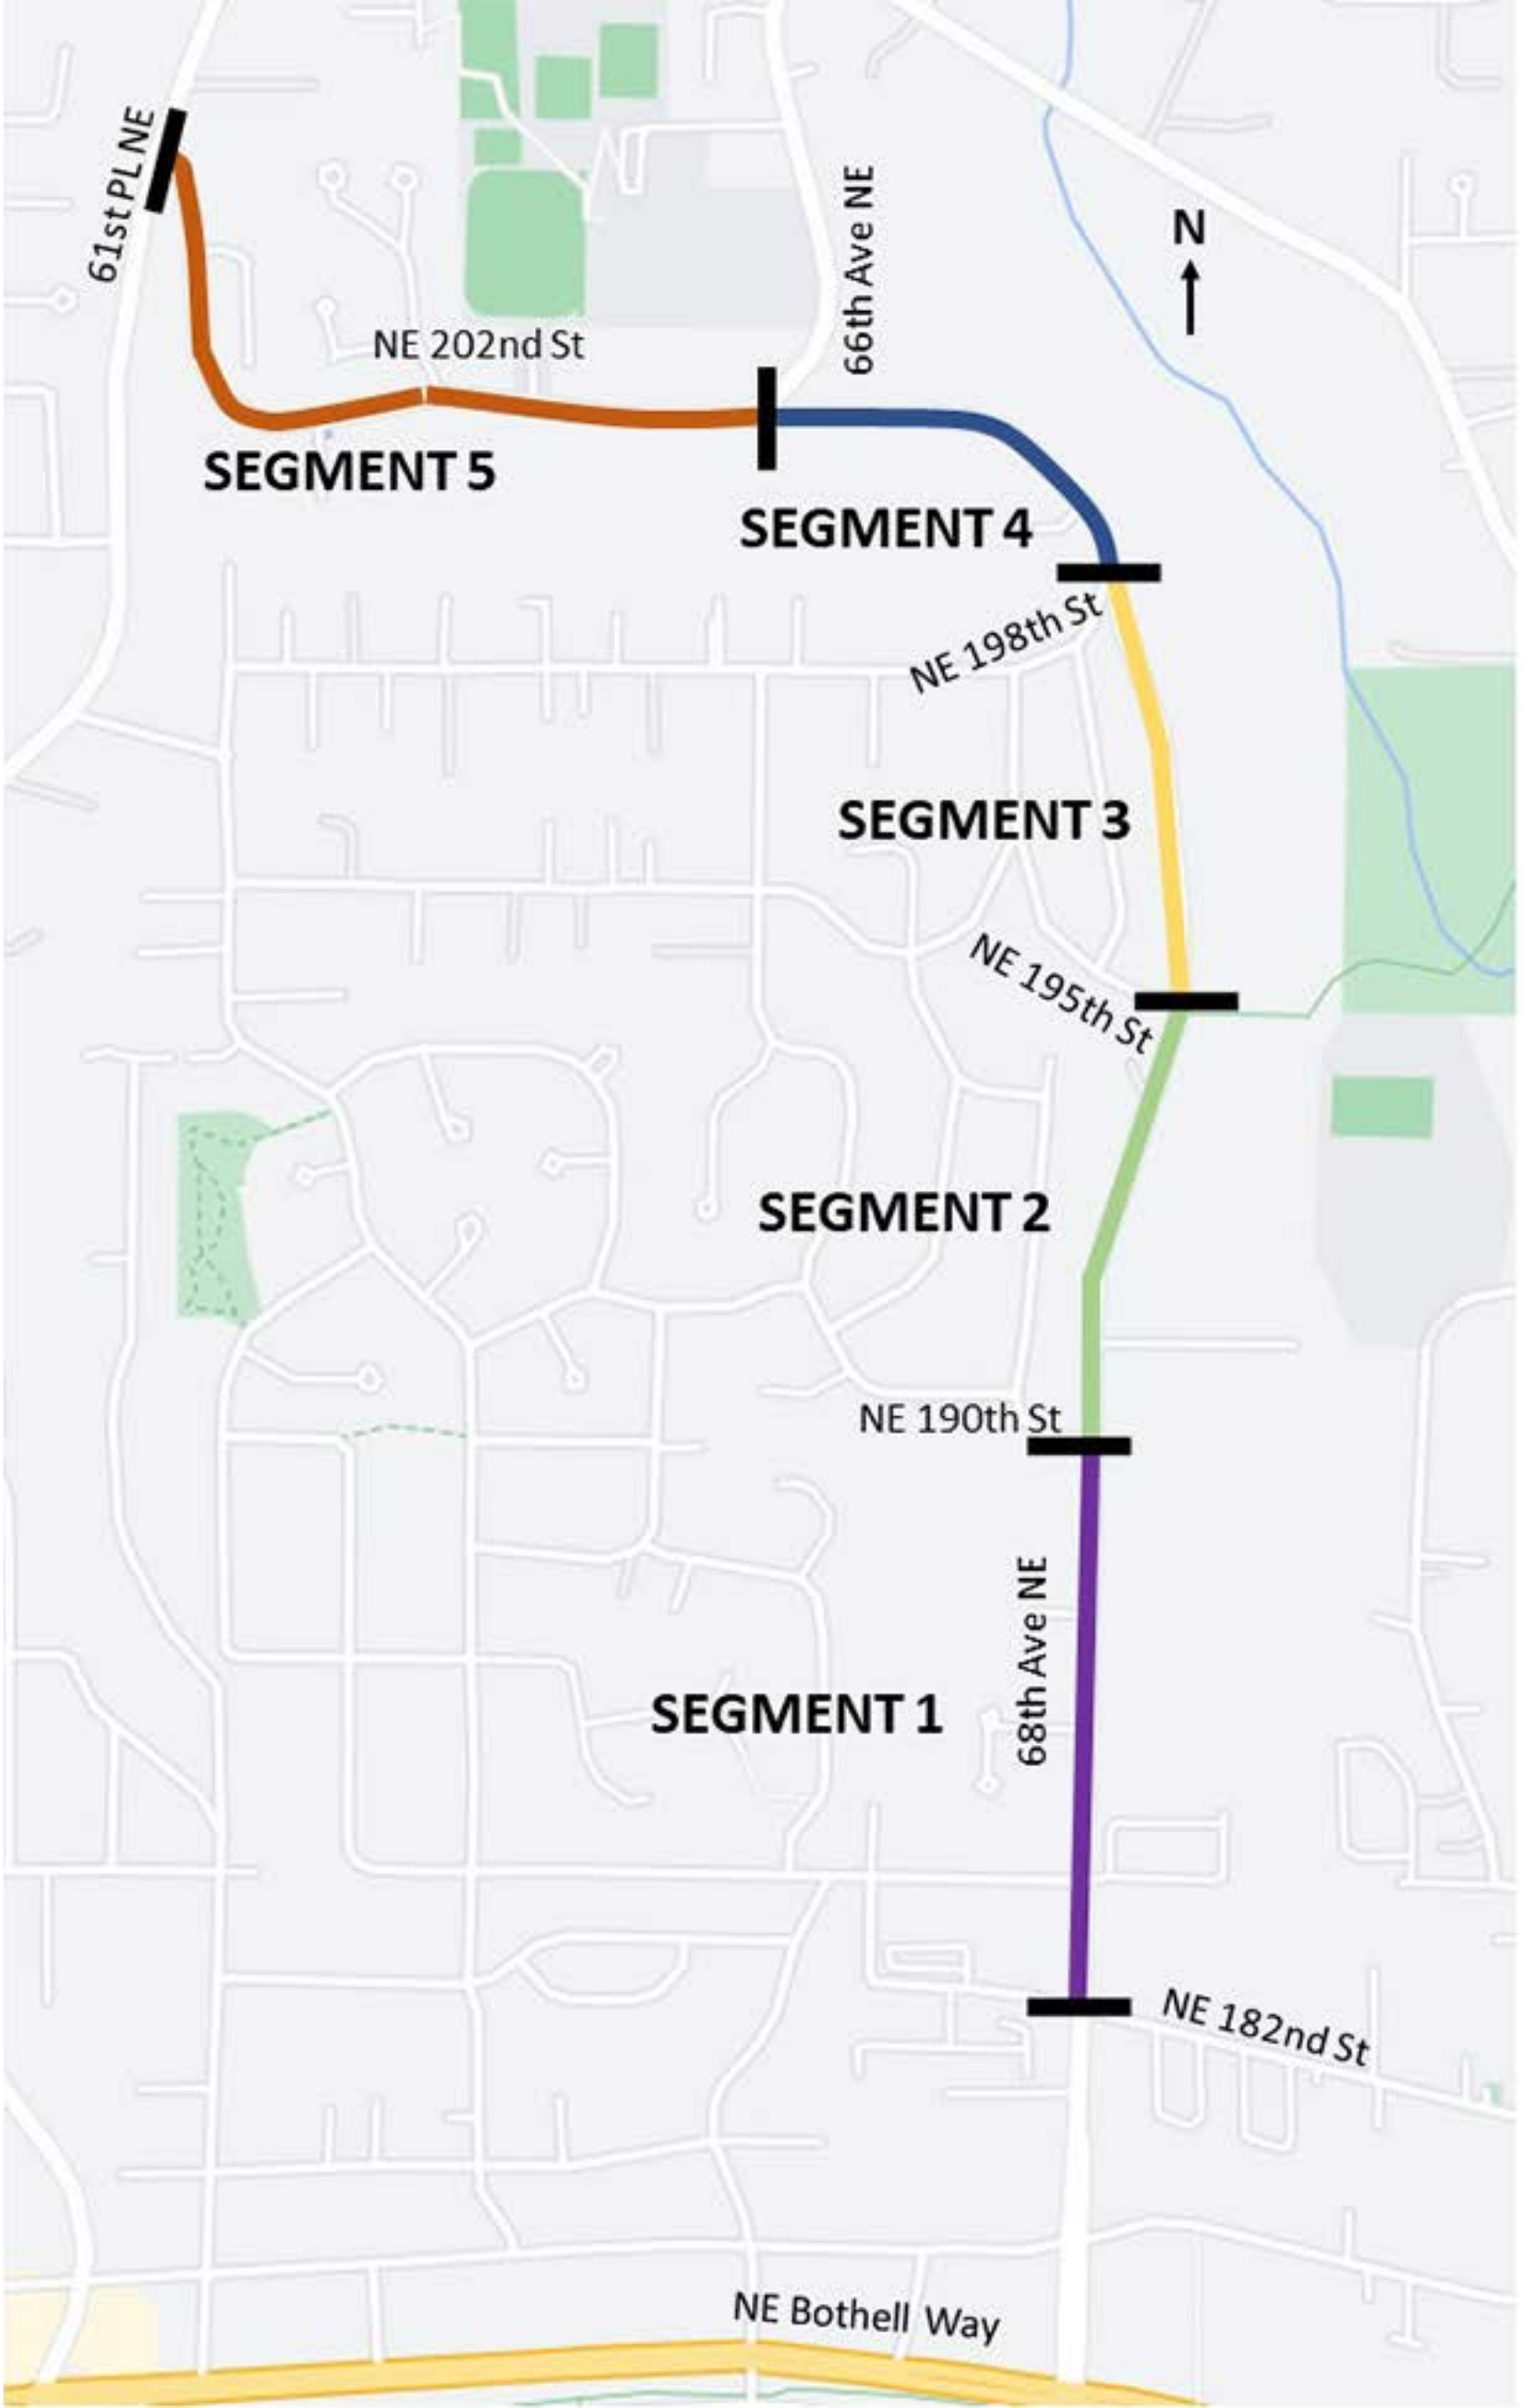 61st PL NE
66th Ave NE
N
NE 202nd St
SEGMENT 5
SEGMENT 4
NE 198th St
SEGMENT 3
NE 195th St
SEGMENT 2
NE 190th St
68th Ave NE
SEGMENT 1
NE 182nd St
NE Bothell Way